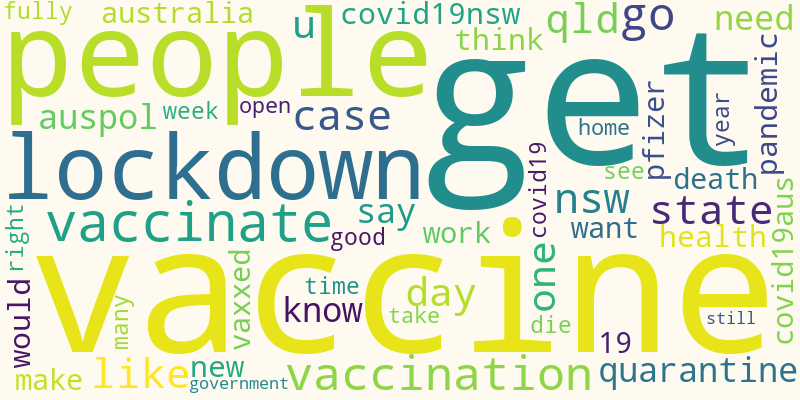 fully
australia
u
covid19nsw
qld
go
need
people
think
get
auspol
week
open
case
home
pfizer
year
pandemic
lockdown
covid19
see
death
vaccinate
say
nsw
state
right
good
work
want
health
covid19aus
vaccine
would
many
vaxxed
time
know
day
take
one
die
19
still
make
like
new
government
vaccination
quarantine